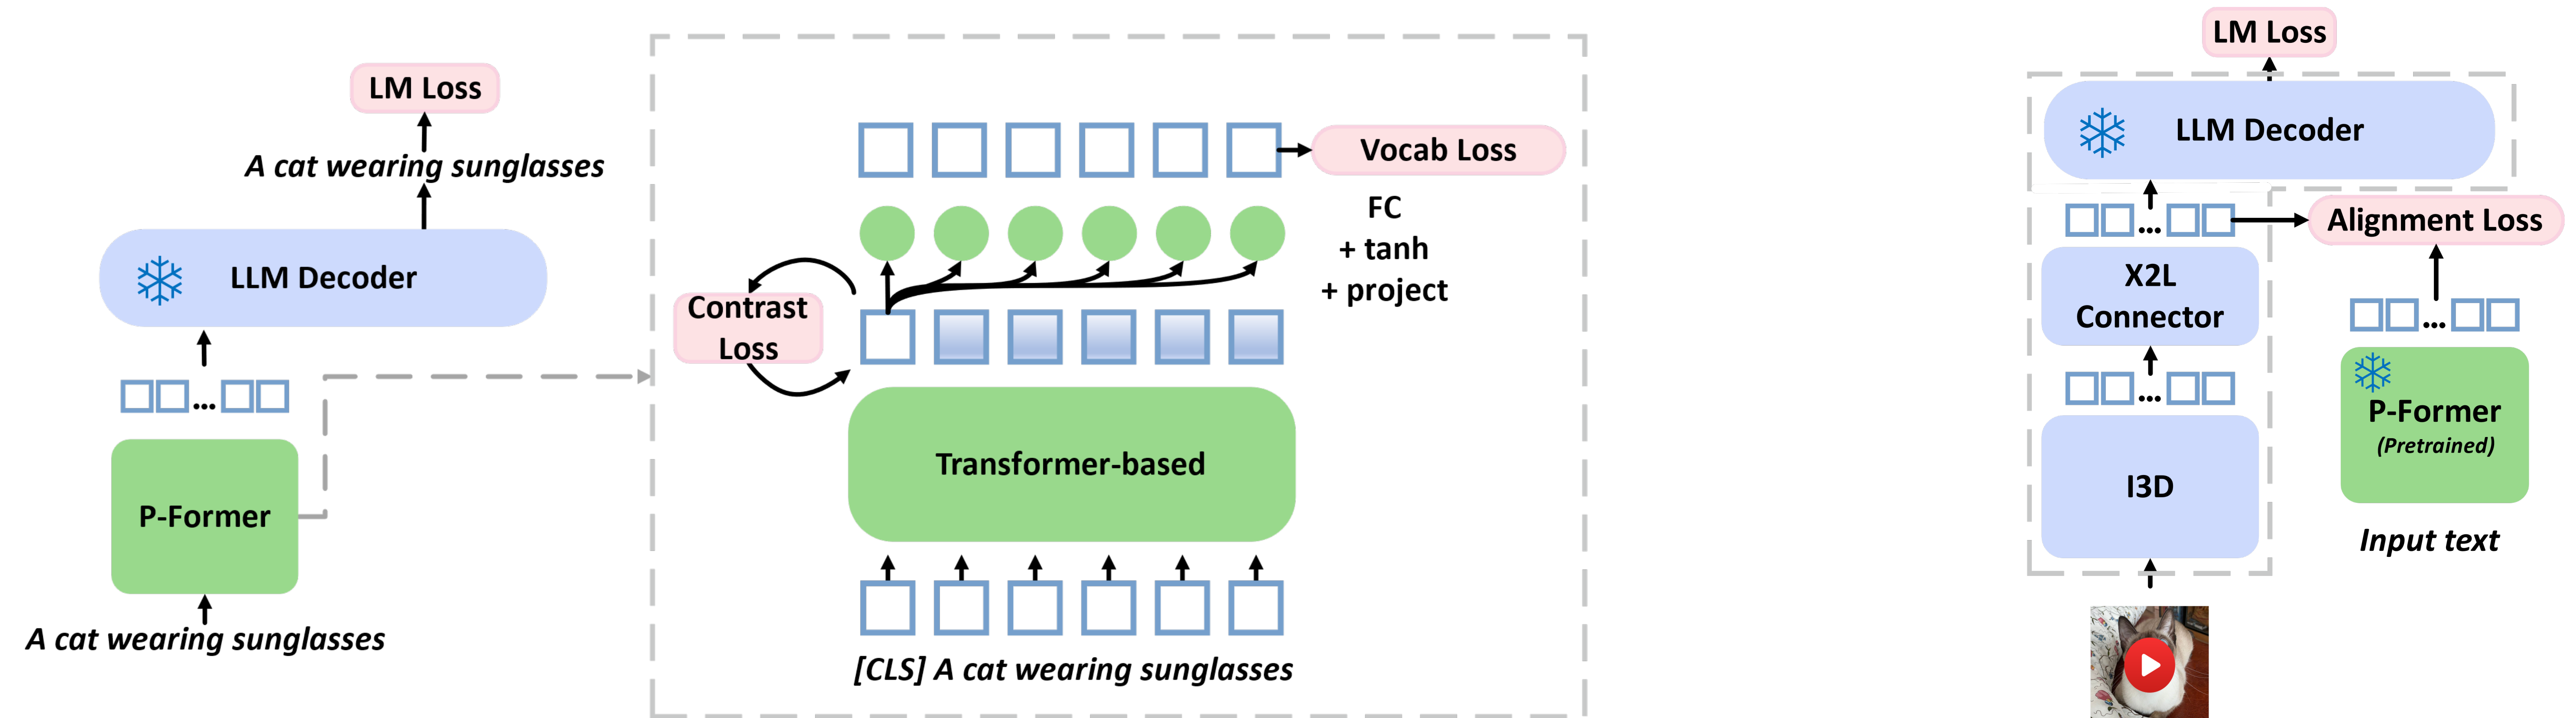 LM Loss
A cat wearing sunglasses
LLM Decoder
...
P-Former
A cat wearing sunglasses
Vocab Loss
FC
+ tanh
+ project
Contrast
Loss
Transformer-based
[CLS] A cat wearing sunglasses
LM Loss
LLM Decoder
...
Alignment Loss
X2L
Connector
...
...
P-Former
(Pretrained)
I3D
Input text